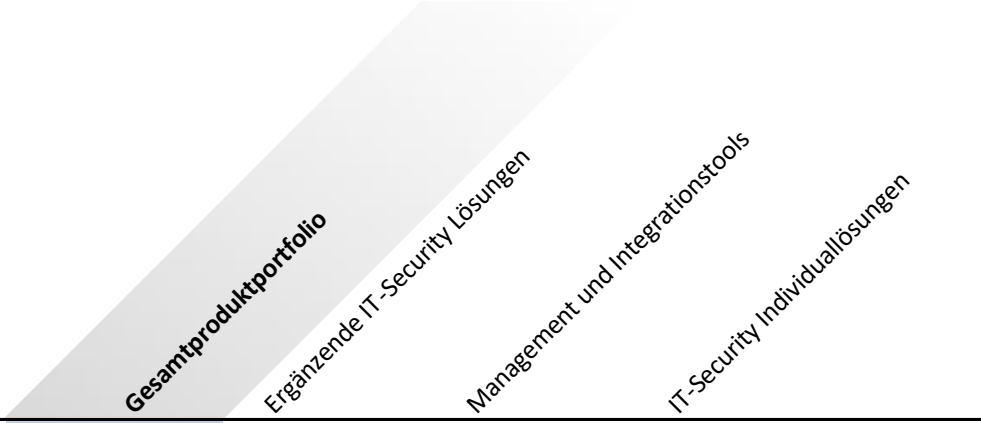 Gesamtproduktportfolio
Ergänzende IT-Security Lösungen
Management und Integrationstools
IT-Security Individuallösungen